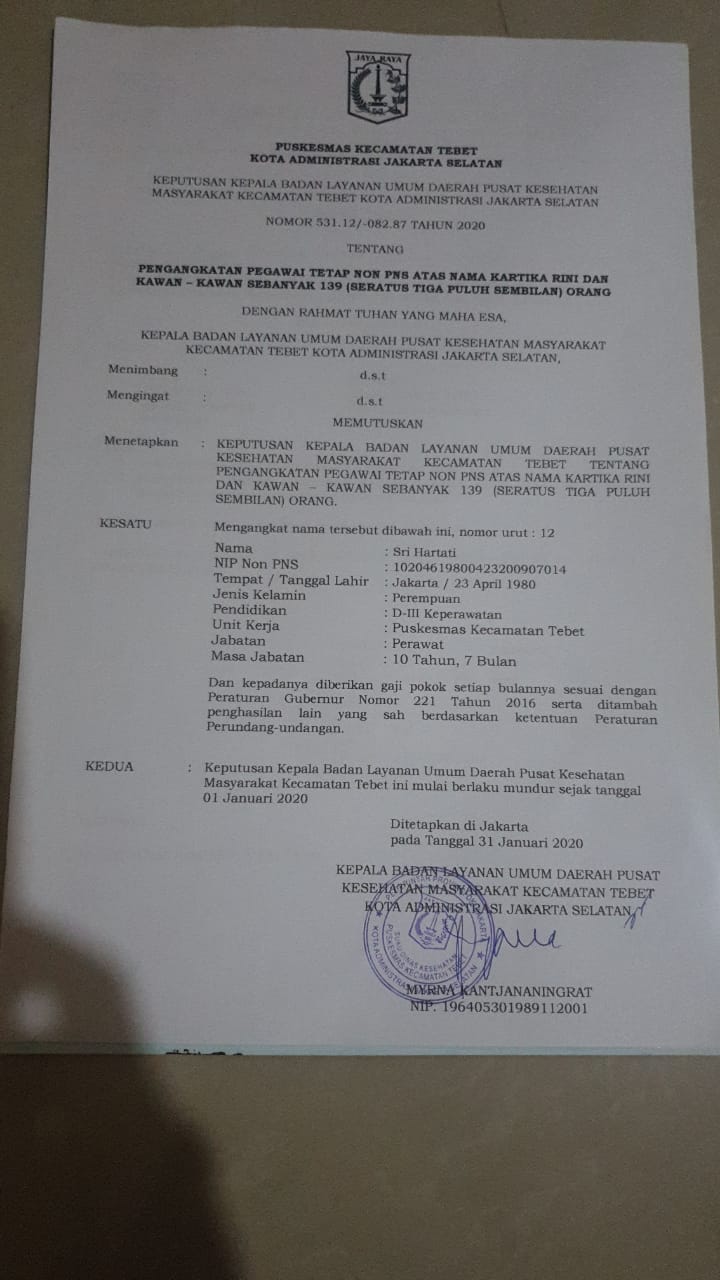 JAYA RAYA
PUSKESMAS KECAMATAN TEBET
KOTA ADMINISTRASI JAKARTA SELATAN
KEPUTUSAN KEPALA BADAN LAYANAN UMUM DAERAH PUSAT KESEHATAN
MASYARAKAT KECAMATAN TEBET KOTA ADMINISTRASI JAKARTA SELATAN
NOMOR 531.12/-082.87 TAHUN 2020
TENTANG
PENGANGKATAN PEGAWAI TETAP NON PNS ATAS NAMA KARTIKA RINI DAN
KAWAN – KAWAN SEBANYAK 139 (SERATUS TIGA PULUH SEMBILAN) ORANG
DENGAN RAHMAT TUHAN YANG MAHA ESA,
KEPALA BADAN LAYANAN UMUM DAERAH PUSAT KESEHATAN MASYARAKAT
KECAMATAN TEBET KOTA ADMINISTRASI JAKARTA SELATAN,
Menimbang : d.s.t
Mengingat : d.s.t
MEMUTUSKAN
Menetapkan : KEPUTUSAN KEPALA BADAN LAYANAN UMUM DAERAH PUSAT
KESEHATAN MASYARAKAT KECAMATAN TEBET TENTANG
PENGANGKATAN PEGAWAI TETAP NON PNS ATAS NAMA KARTIKA RINI
DAN KAWAN – KAWAN SEBANYAK 139 (SERATUS TIGA PULUH
SEMBILAN) ORANG.
KESATU Mengangkat nama tersebut dibawah ini, nomor urut : 12
Nama : Sri Hartati
NIP Non PNS : 10204619800423200907014
Tempat / Tanggal Lahir : Jakarta / 23 April 1980
Jenis Kelamin : Perempuan
Pendidikan : D-III Keperawatan
Unit Kerja : Puskesmas Kecamatan Tebet
Jabatan : Perawat
Masa Jabatan : 10 Tahun, 7 Bulan
Dan kepadanya diberikan gaji pokok setiap bulannya sesuai dengan
Peraturan Gubernur Nomor 221 Tahun 2016 serta ditambah
penghasilan lain yang sah berdasarkan ketentuan Peraturan
Perundang-undangan.
KEDUA : Keputusan Kepala Badan Layanan Umum Daerah Pusat Kesehatan
Masyarakat Kecamatan Tebet ini mulai berlaku mundur sejak tanggal
01 Januari 2020
Ditetapkan di Jakarta
pada Tanggal 31 Januari 2020
KEPALA BADAN LAYANAN UMUM DAERAH PUSAT
KESEHATAN MASYARAKAT KECAMATAN TEBET
KOTA ADMINISTRASI JAKARTA SELATAN,
SUKU DINAS KESEHATAN
PUSKESMAS KECAMATAN TEBET
MYRNA KANTJANANINGRAT
NIP. 196405301989112001